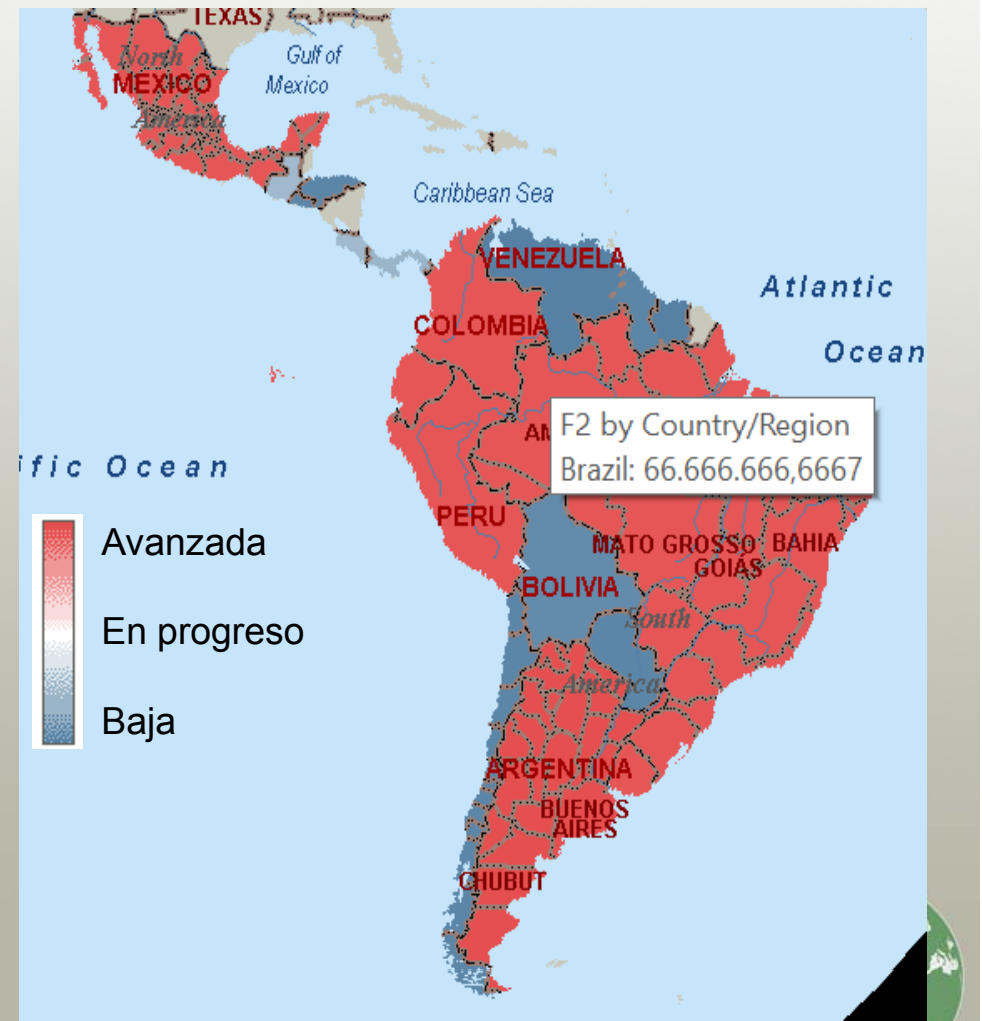 TEXAS
North
Gulf of
Mexico
MEXICO
America
Caribbean Sea
VENEZUELA
Atlantic
COLOMBIA
Ocean
F2 by Country/Region
Brazil: 66.666.666,6667
ific Ocean
PERU
Avanzada
MATO GROSSO
BAHIA
GOIÁS
BOLIVIA
En progreso
South
America
Baja
ARGENTINA
BUENOS
AIRES
CHUBUT